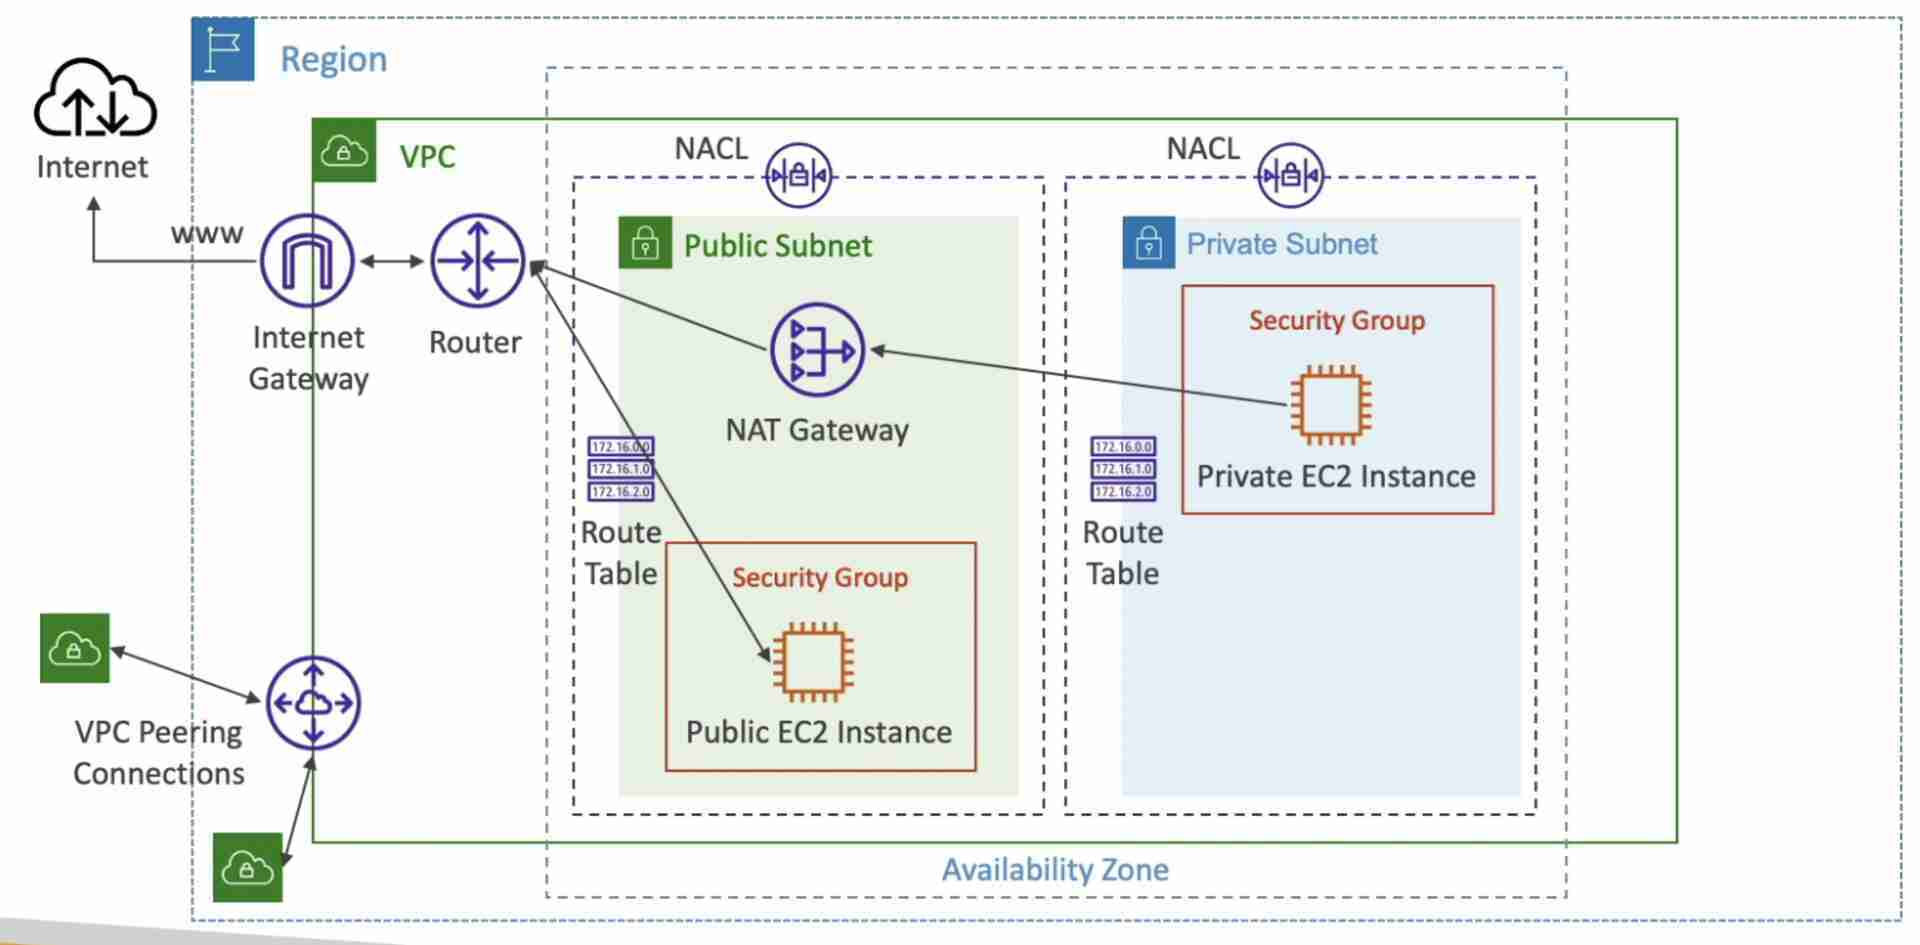 Region
Internet
VPC
NACL
NACL
www
Public Subnet
Private Subnet
Internet
Gateway
Router
Security Group
NAT Gateway
172.16.0.0
172.16.1.0
172.16.2.0
172.16.0.0
172.16.1.0
172.16.2.0
Private EC2 Instance
Route
Table
Route
Table
Security Group
Public EC2 Instance
VPC Peering
Connections
Availability Zone